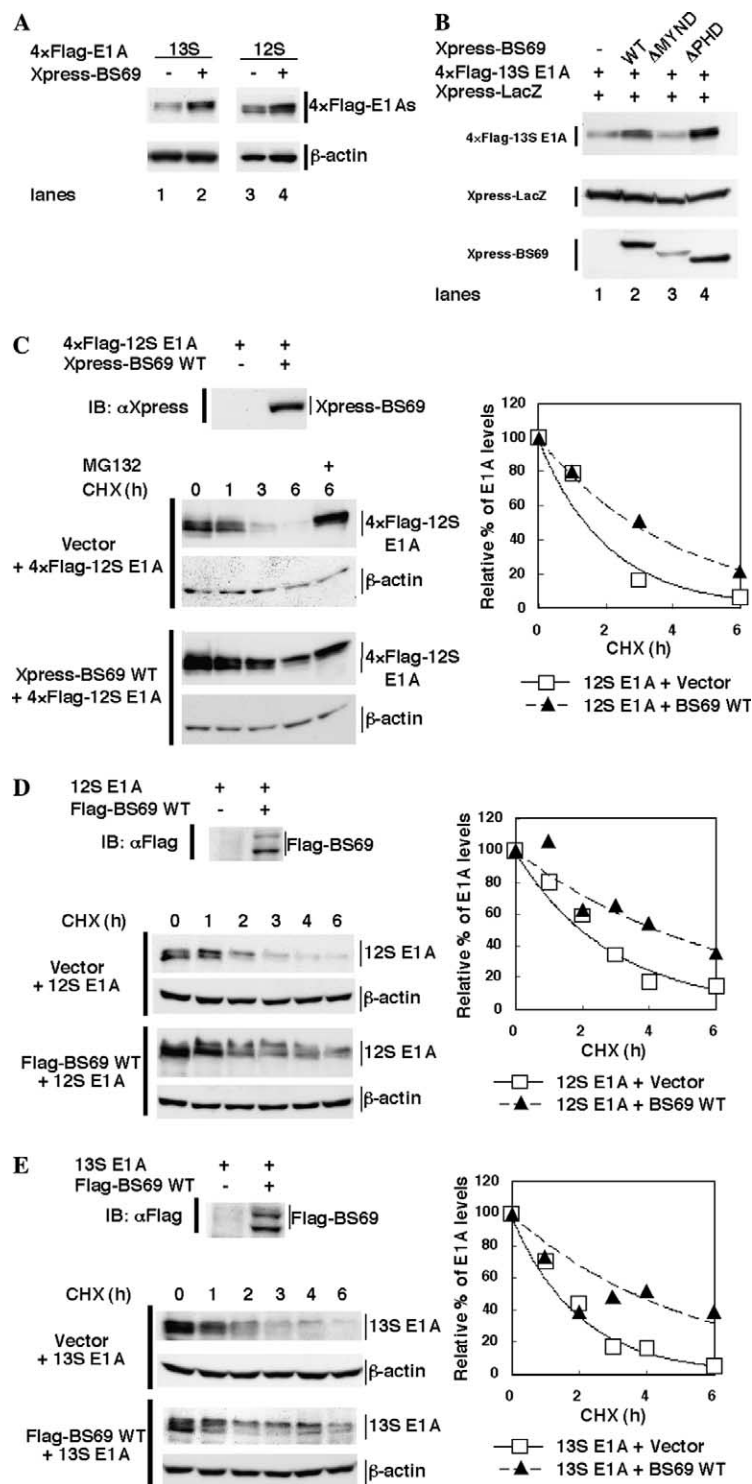 A
4×Flag-E1A 13S 12S
Xpress-BS69 - + - +
4×Flag-E1As
β-actin
lanes 1 2 3 4
B
Xpress-BS69 - WT ΔMYND ΔPHD
4×Flag-13S E1A + + + +
Xpress-LacZ + + + +
4×Flag-13S E1A
Xpress-LacZ
Xpress-BS69
lanes 1 2 3 4
C
4×Flag-12S E1A + +
Xpress-BS69 WT - +
IB: αXpress Xpress-BS69
MG132 +
CHX (h) 0 1 3 6 6
Vector
+ 4×Flag-12S E1A
4×Flag-12S
E1A
β-actin
Xpress-BS69 WT
+ 4×Flag-12S E1A
4×Flag-12S
E1A
β-actin
Relative % of E1A levels
120
100
80
60
40
20
0
0 2 4 6
CHX (h)
12S E1A + Vector
12S E1A + BS69 WT
D
12S E1A + +
Flag-BS69 WT - +
IB: αFlag Flag-BS69
CHX (h) 0 1 2 3 4 6
Vector
+ 12S E1A
12S E1A
β-actin
Flag-BS69 WT
+ 12S E1A
12S E1A
β-actin
Relative % of E1A levels
120
100
80
60
40
20
0
0 2 4 6
CHX (h)
12S E1A + Vector
12S E1A + BS69 WT
E
13S E1A + +
Flag-BS69 WT - +
IB: αFlag Flag-BS69
CHX (h) 0 1 2 3 4 6
Vector
+ 13S E1A
13S E1A
β-actin
Flag-BS69 WT
+ 13S E1A
13S E1A
β-actin
Relative % of E1A levels
120
100
80
60
40
20
0
0 2 4 6
CHX (h)
13S E1A + Vector
13S E1A + BS69 WT